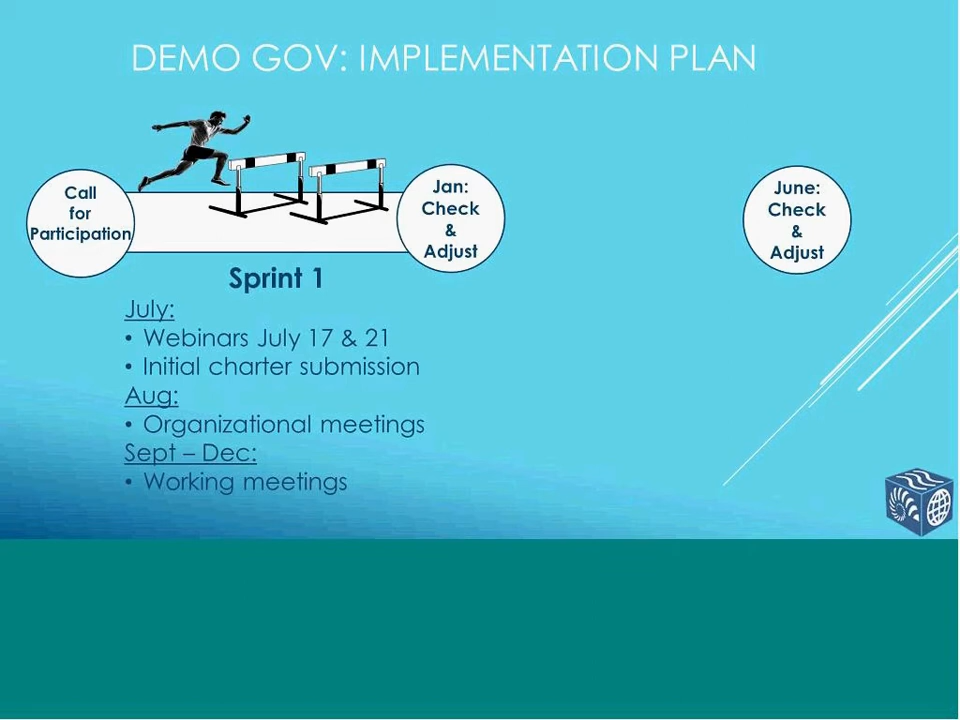 DEMO GOV: IMPLEMENTATION PLAN
Call
for
Participation
Jan:
Check
&
Adjust
June:
Check
&
Adjust
Sprint 1
July:
• Webinars July 17 & 21
• Initial charter submission
Aug:
• Organizational meetings
Sept – Dec:
• Working meetings